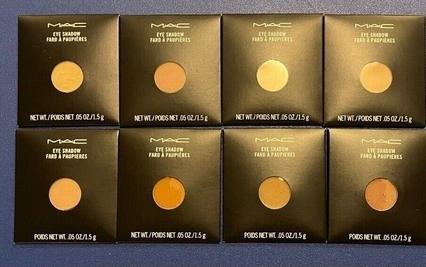 MAC
EYE SHADOW
FARD À PAUPIÈRES
NET WT./POIDS NET .05 OZ./1.5 g
MAC
EYE SHADOW
FARD À PAUPIÈRES
NET WT./POIDS NET .05 OZ./1.5 g
MAC
EYE SHADOW
FARD À PAUPIÈRES
NET WT./POIDS NET .05 OZ./1.5 g
MAC
EYE SHADOW
FARD À PAUPIÈRES
NET WT./POIDS NET .05 OZ./1.5 g
MAC
EYE SHADOW
FARD À PAUPIÈRES
POIDS NET WT. .05 OZ./1.5 g
MAC
EYE SHADOW
FARD À PAUPIÈRES
NET WT./POIDS NET .05 OZ./1.5 g
MAC
EYE SHADOW
FARD À PAUPIÈRES
POIDS NET WT. .05 OZ./1.5 g
MAC
EYE SHADOW
FARD À PAUPIÈRES
POIDS NET WT. .05 OZ./1.5 g